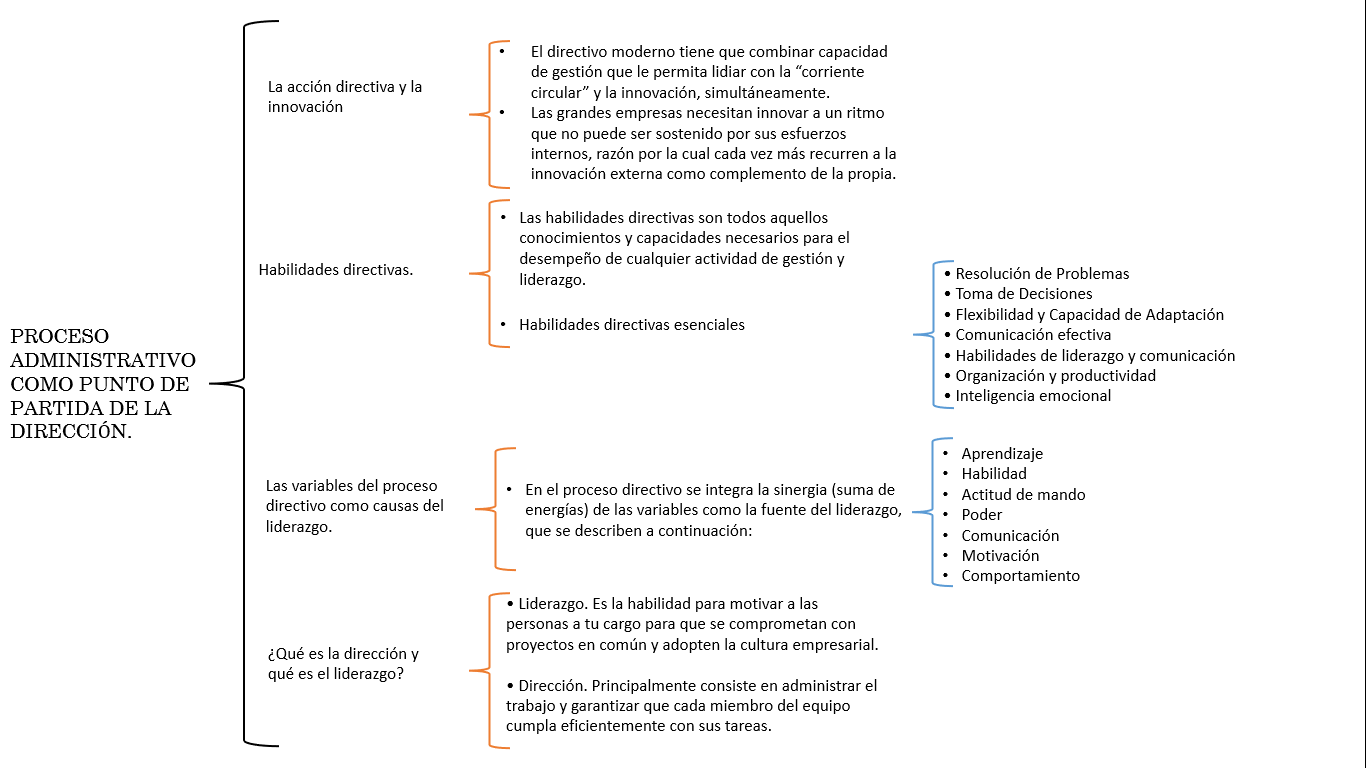 PROCESO
ADMINISTRATIVO
COMO PUNTO DE
PARTIDA DE LA
DIRECCIÓN.
La acción directiva y la
innovación
• El directivo moderno tiene que combinar capacidad
de gestión que le permita lidiar con la “corriente
circular” y la innovación, simultáneamente.
• Las grandes empresas necesitan innovar a un ritmo
que no puede ser sostenido por sus esfuerzos
internos, razón por la cual cada vez más recurren a la
innovación externa como complemento de la propia.
Habilidades directivas.
• Las habilidades directivas son todos aquellos
conocimientos y capacidades necesarios para el
desempeño de cualquier actividad de gestión y
liderazgo.
• Habilidades directivas esenciales
• Resolución de Problemas
• Toma de Decisiones
• Flexibilidad y Capacidad de Adaptación
• Comunicación efectiva
• Habilidades de liderazgo y comunicación
• Organización y productividad
• Inteligencia emocional
Las variables del proceso
directivo como causas del
liderazgo.
• En el proceso directivo se integra la sinergia (suma de
energías) de las variables como la fuente del liderazgo,
que se describen a continuación:
• Aprendizaje
• Habilidad
• Actitud de mando
• Poder
• Comunicación
• Motivación
• Comportamiento
¿Qué es la dirección y
qué es el liderazgo?
• Liderazgo. Es la habilidad para motivar a las
personas a tu cargo para que se comprometan con
proyectos en común y adopten la cultura empresarial.
• Dirección. Principalmente consiste en administrar el
trabajo y garantizar que cada miembro del equipo
cumpla eficientemente con sus tareas.